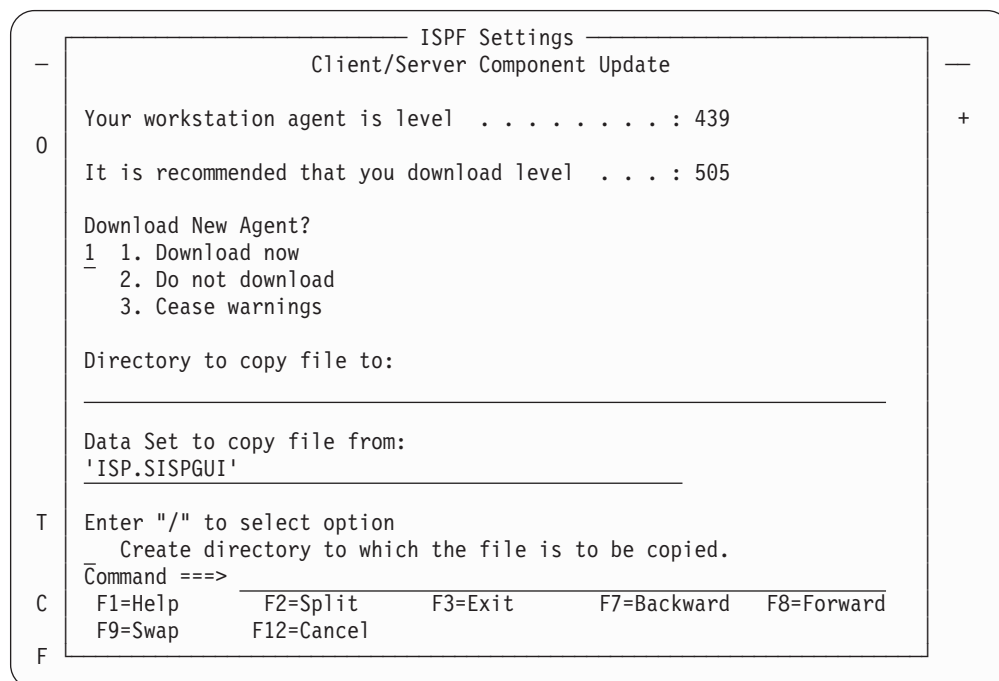 ISPF Settings
Client/Server Component Update
Your workstation agent is level . . . . . . . . : 439
+
O
It is recommended that you download level . . . : 505
Download New Agent?
1 1. Download now
2. Do not download
3. Cease warnings
Directory to copy file to:
Data Set to copy file from:
'ISP.SISPGUI'
T Enter "/" to select option
_ Create directory to which the file is to be copied.
Command ===>
C F1=Help F2=Split F3=Exit F7=Backward F8=Forward
F9=Swap F12=Cancel
F